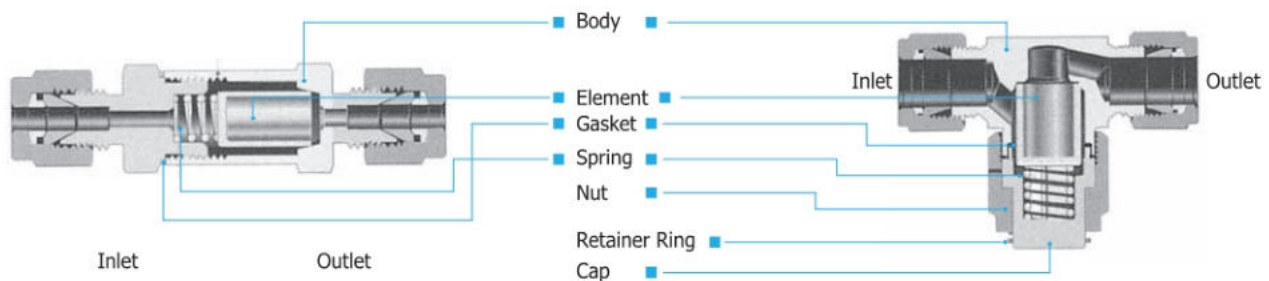 Body
Inlet
Outlet
Element
Gasket
Spring
Nut
Retainer Ring
Cap
Inlet
Outlet